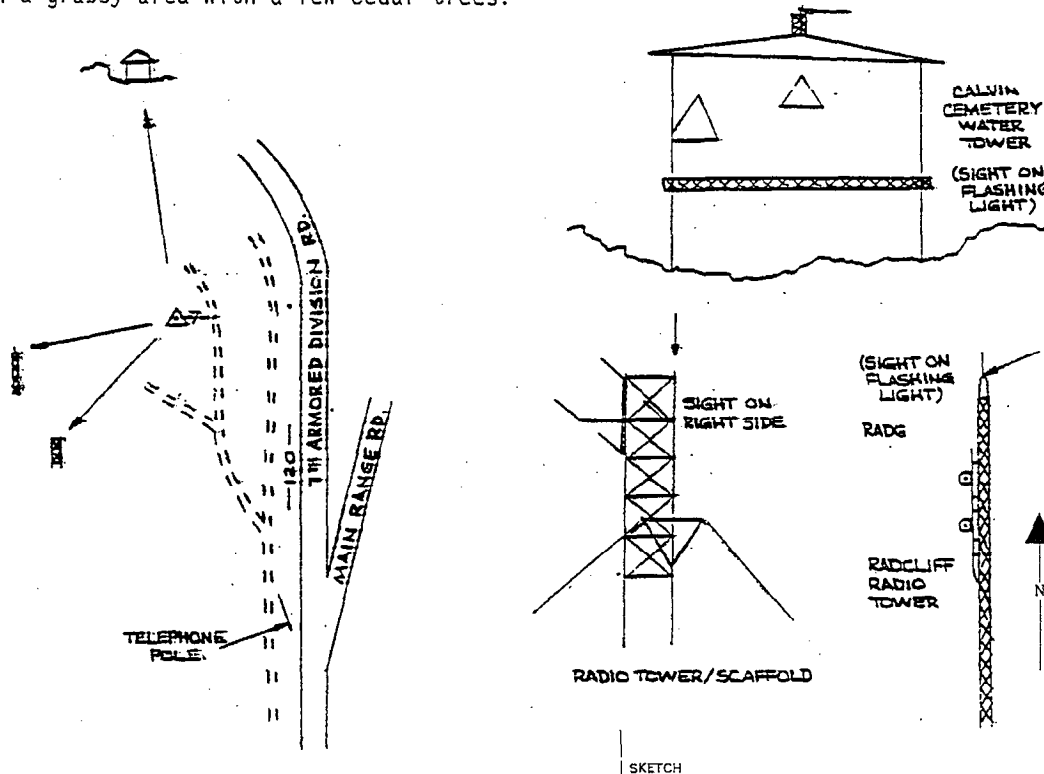 a grassy area with a few cedar trees.
CALVIN
CEMETERY
WATER
TOWER
(SIGHT ON
FLASHING
LIGHT)
7TH ARMORED DIVISION RD.
120
MAIN RANGE RD.
TELEPHONE
POLE.
SIGHT ON
RIGHT SIDE
RADIO TOWER/SCAFFOLD
(SIGHT ON
FLASHING
LIGHT)
RADG
RADCLIFF
RADIO
TOWER
N
SKETCH